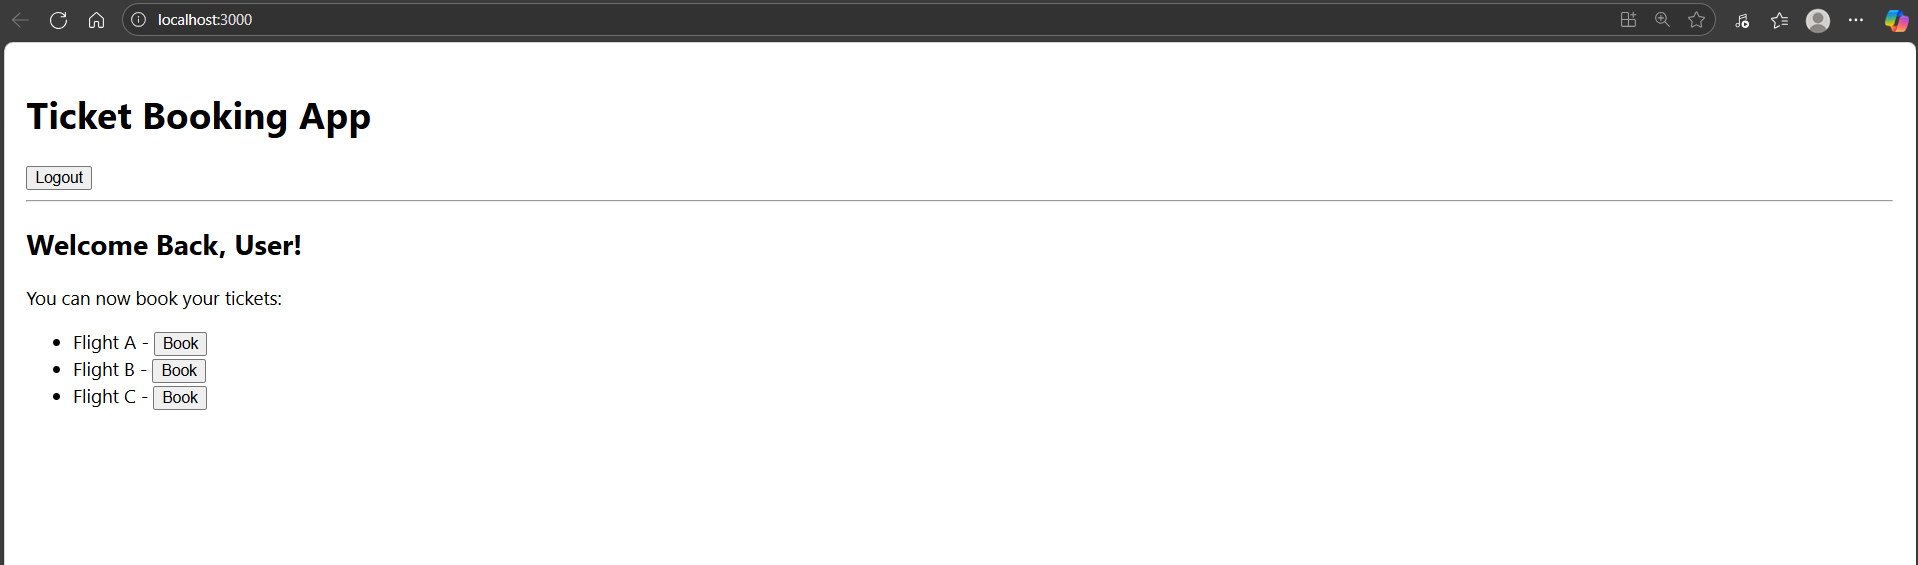 localhost:3000
Ticket Booking App
Logout
Welcome Back, User!
You can now book your tickets:
• Flight A - Book
• Flight B - Book
• Flight C - Book